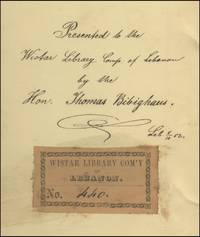 Presented to the
Wistar Library Comp. of Lebanon
by the
Hon. Thomas Bibighaus.
WISTAR LIBRARY COM'Y
OF
LEBANON.
No. 440.